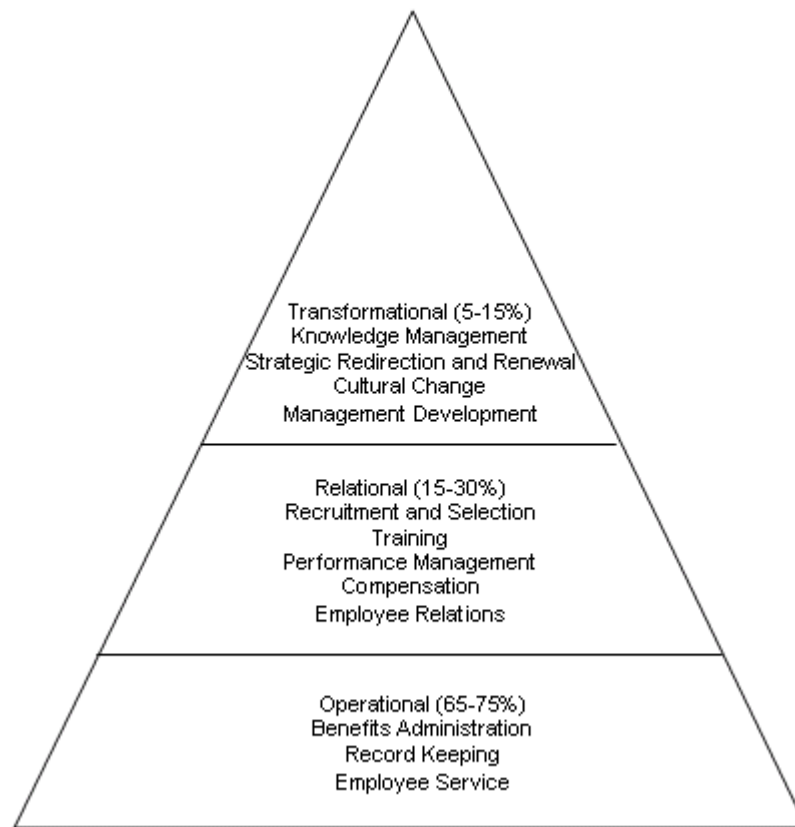 Transformational (5-15%)
Knowledge Management
Strategic Redirection and Renewal
Cultural Change
Management Development
Relational (15-30%)
Recruitment and Selection
Training
Performance Management
Compensation
Employee Relations
Operational (65-75%)
Benefits Administration
Record Keeping
Employee Service